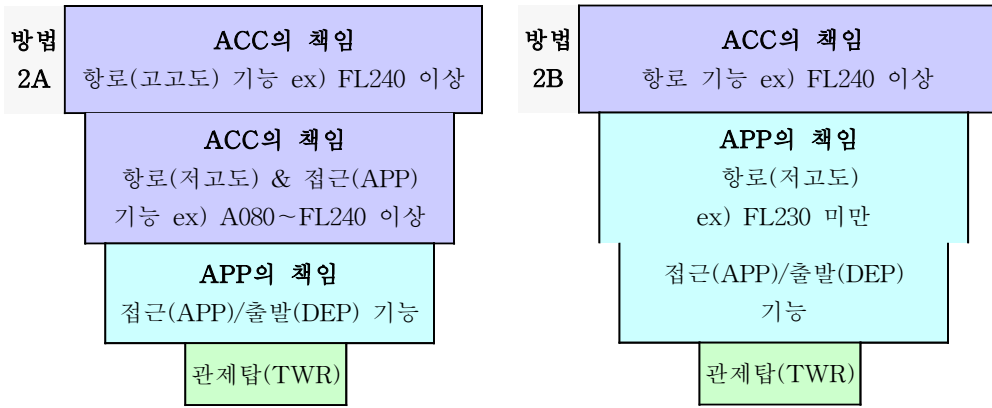 방법
2A
ACC의 책임
항로(고고도) 기능 ex) FL240 이상
ACC의 책임
항로(저고도) & 접근(APP)
기능 ex) A080~FL240 이상
APP의 책임
접근(APP)/출발(DEP) 기능
관제탑(TWR)
방법
2B
ACC의 책임
항로 기능 ex) FL240 이상
APP의 책임
항로(저고도)
ex) FL230 미만
접근(APP)/출발(DEP)
기능
관제탑(TWR)